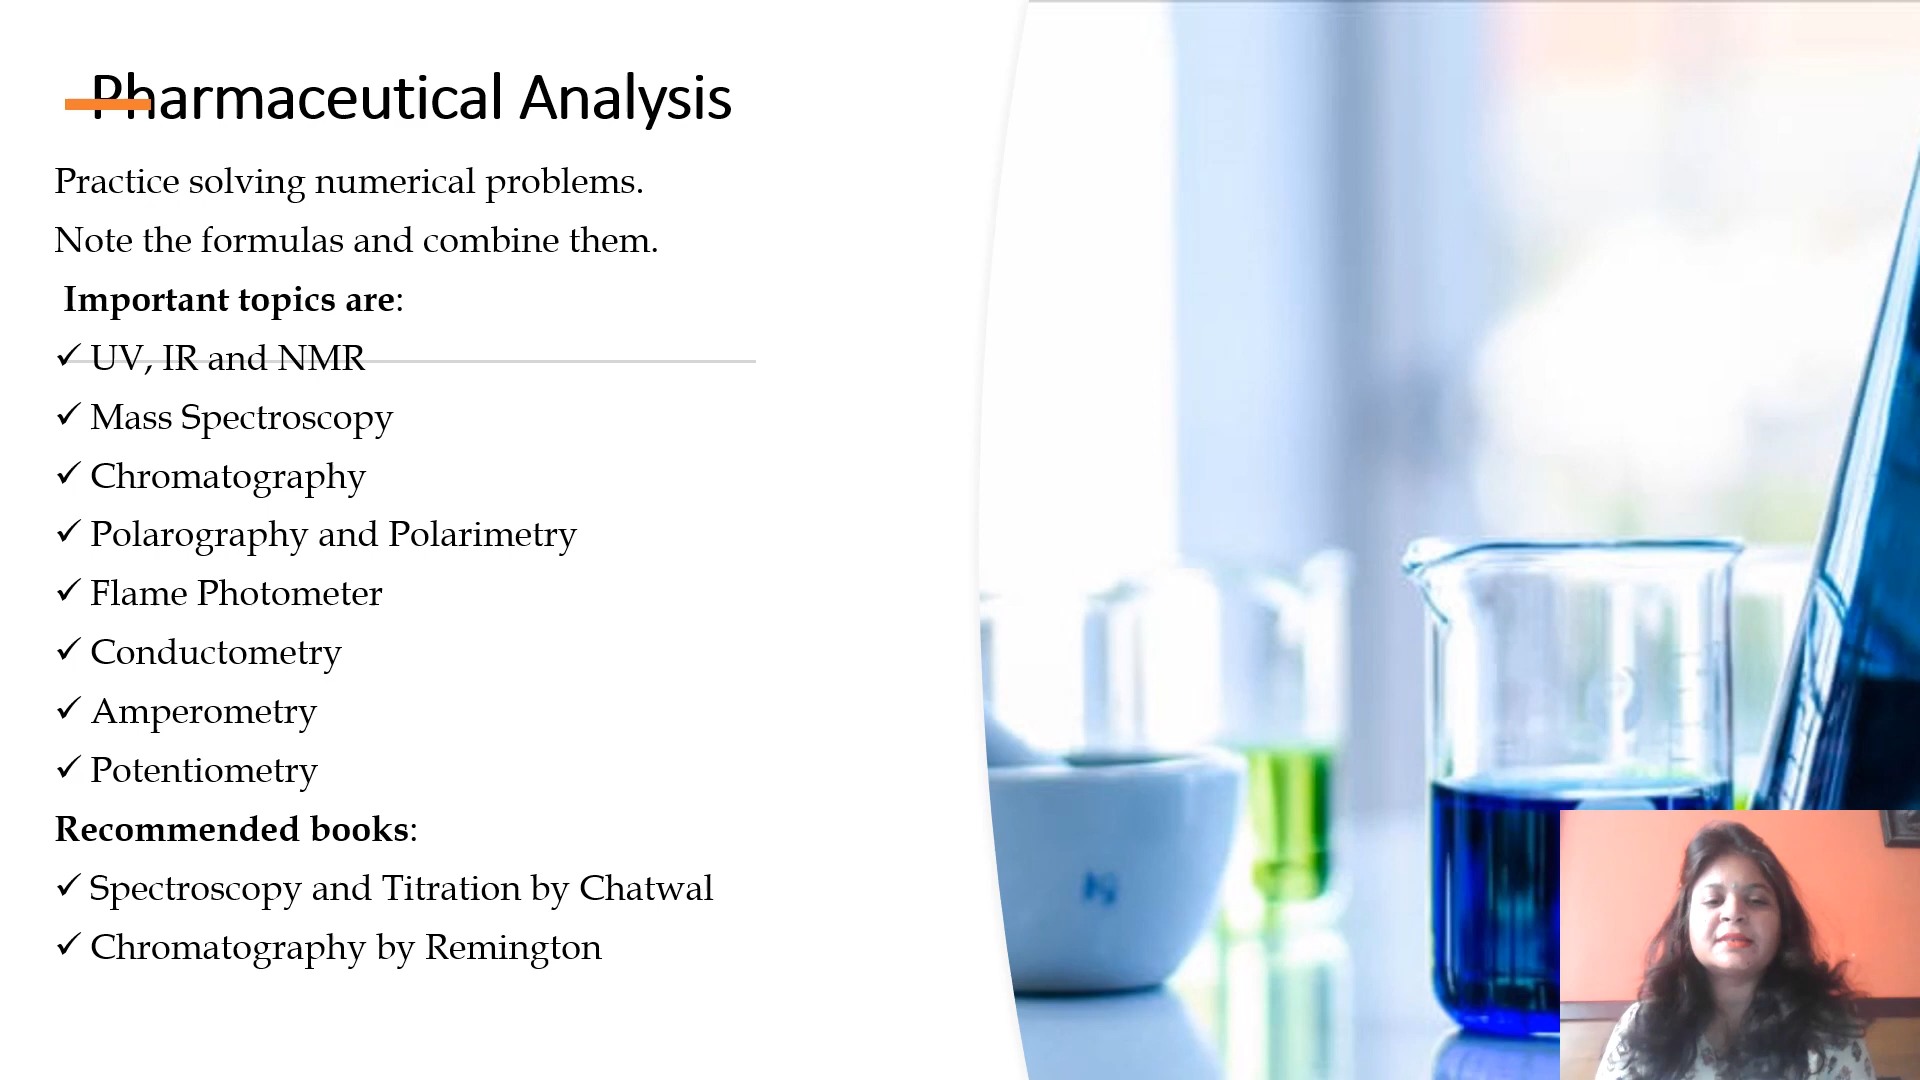 Pharmaceutical Analysis
Practice solving numerical problems.
Note the formulas and combine them.
Important topics are:
✓ UV, IR and NMR
✓ Mass Spectroscopy
✓ Chromatography
✓ Polarography and Polarimetry
✓ Flame Photometer
✓ Conductometry
✓ Amperometry
✓ Potentiometry
Recommended books:
✓ Spectroscopy and Titration by Chatwal
✓ Chromatography by Remington